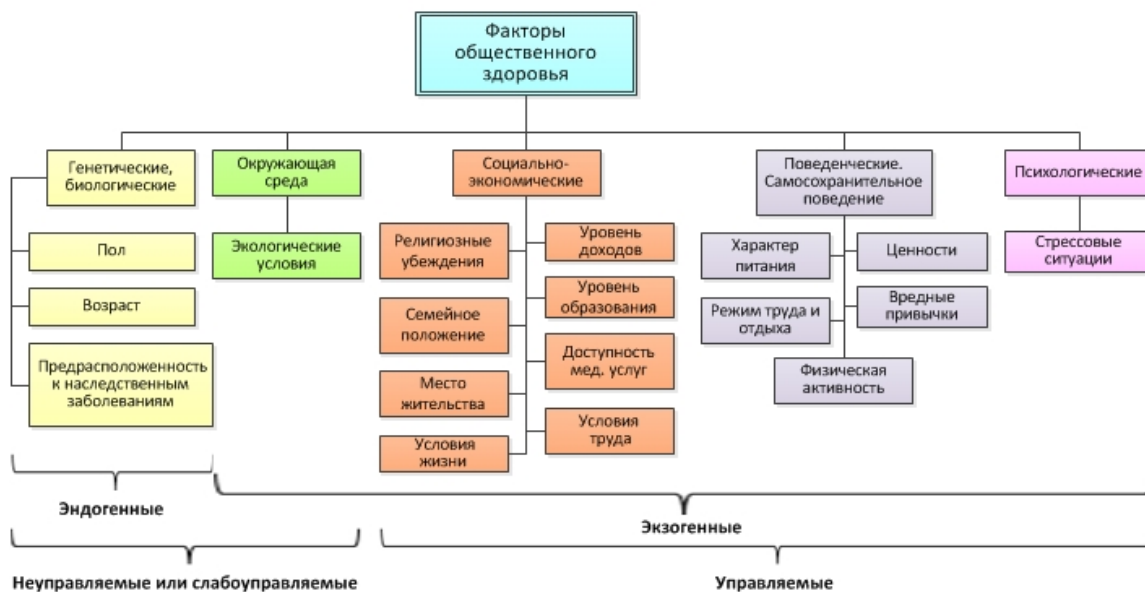 Факторы
общественного
здоровья
Генетические,
биологические
Пол
Возраст
Предрасположенность
к наследственным
заболеваниям
Окружающая
среда
Экологические
условия
Социально-
экономические
Религиозные
убеждения
Семейное
положение
Место
жительства
Условия
жизни
Уровень
доходов
Уровень
образования
Доступность
мед. услуг
Условия
труда
Поведенческие.
Самосохранительное
поведение
Характер
питания
Режим труда и
отдыха
Ценности
Вредные
привычки
Физическая
активность
Психологические
Стрессовые
ситуации
Эндогенные
Экзогенные
Неуправляемые или слабоуправляемые
Управляемые